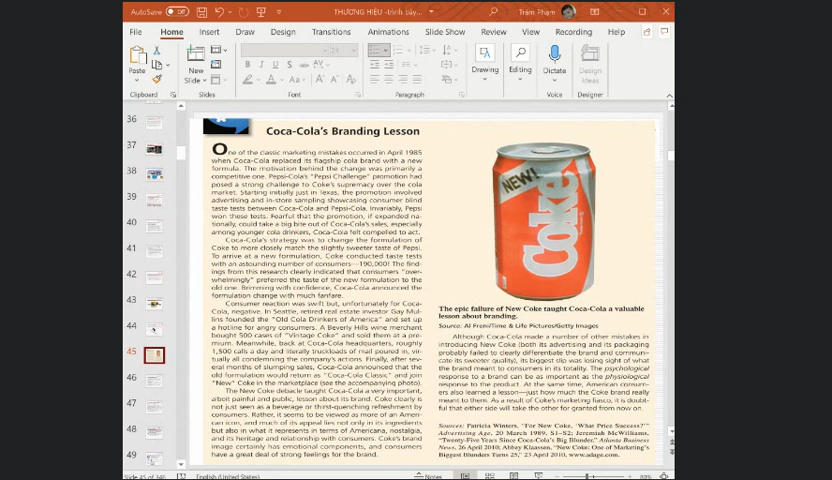 AutoSave
Off
THƯƠNG HIỆU -trình bày...
Trâm Phạm
File
Home
Insert
Draw
Design
Transitions
Animations
Slide Show
Review
View
Recording
Help
Paste
New
Slide
Drawing
Editing
Dictate
Design
Ideas
Clipboard
Slides
Font
Paragraph
Voice
Designer
36
37
38
39
40
41
42
43
44
45
46
47
48
49
Coca-Cola's Branding Lesson
One of the classic marketing mistakes occurred in April 1985
when Coca-Cola replaced its flagship cola brand with a new
formula. The motivation behind the change was primarily a
competitive one. Pepsi-Cola's "Pepsi Challenge" promotion had
posed a strong challenge to Coke's supremacy over the cola
market. Starting initially just in Texas, the promotion involved
advertising and in-store sampling showcasing consumer blind
taste tests between Coca-Cola and Pepsi-Cola. Invariably, Pepsi
won these tests. Fearful that the promotion, if expanded na-
tionally, could take a big bite out of Coca-Cola's sales, especially
among younger cola drinkers, Coca-Cola felt compelled to act.
Coca-Cola's strategy was to change the formulation of
Coke to more closely match the slightly sweeter taste of Pepsi.
To arrive at a new formulation, Coke conducted taste tests
with an astounding number of consumers—190,000! The find-
ings from this research clearly indicated that consumers "over-
whelmingly" preferred the taste of the new formulation to the
old one. Brimming with confidence, Coca-Cola announced the
formulation change with much fanfare.
Consumer reaction was swift but, unfortunately for Coca-
Cola, negative. In Seattle, retired real estate investor Gay Mul-
lins founded the "Old Cola Drinkers of America" and set up
a hotline for angry consumers. A Beverly Hills wine merchant
bought 500 cases of "Vintage Coke" and sold them at a pre-
mium. Meanwhile, back at Coca-Cola headquarters, roughly
1,500 calls a day and literally truckloads of mail poured in, vir-
tually all condemning the company's actions. Finally, after sev-
eral months of slumping sales, Coca-Cola announced that the
old formulation would return as "Coca-Cola Classic" and join
"New" Coke in the marketplace (see the accompanying photo).
The New Coke debacle taught Coca-Cola a very important,
albeit painful and public, lesson about its brand. Coke clearly is
not just seen as a beverage or thirst-quenching refreshment by
consumers. Rather, it seems to be viewed as more of an Ameri-
can icon, and much of its appeal lies not only in its ingredients
but also in what it represents in terms of Americana, nostalgia,
and its heritage and relationship with consumers. Coke's brand
image certainly has emotional components, and consumers
have a great deal of strong feelings for the brand.
NEW!
Coke
The epic failure of New Coke taught Coca-Cola a valuable
lesson about branding.
Source: Al Freni/Time & Life Pictures/Getty Images
Although Coca-Cola made a number of other mistakes in
introducing New Coke (both its advertising and its packaging
probably failed to clearly differentiate the brand and communi-
cate its sweeter quality), its biggest slip was losing sight of what
the brand meant to consumers in its totality. The psychological
response to a brand can be as important as the physiological
response to the product. At the same time, American consum-
ers also learned a lesson—just how much the Coke brand really
meant to them. As a result of Coke's marketing fiasco, it is doubt-
ful that either side will take the other for granted from now on.
Sources: Patricia Winters, "For New Coke, 'What Price Success?'"
Advertising Age, 20 March 1989, S1–S2; Jeremiah McWilliams,
"Twenty-Five Years Since Coca-Cola's Big Blunder," Atlanta Business
News, 26 April 2010; Abbey Klaassen, "New Coke: One of Marketing's
Biggest Blunders Turns 25," 23 April 2010, www.adage.com.
Slide 45 of 146
English (United States)
Notes